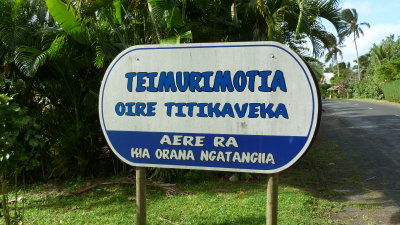 TEIMURIMOTIA
OIRE TITIKAVEKA
AERE RA
KIA ORANA NGATANGIIA